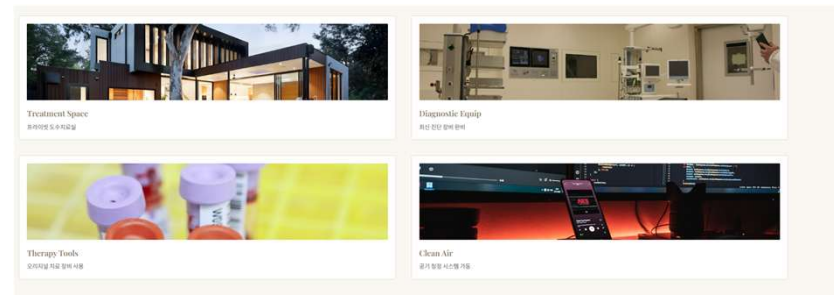 Treatment Space
프라이빗 도수치료실
Diagnostic Equip
최신 진단 장비 완비
Therapy Tools
오리지널 치료 장비 사용
Clean Air
공기 청정 시스템 가동